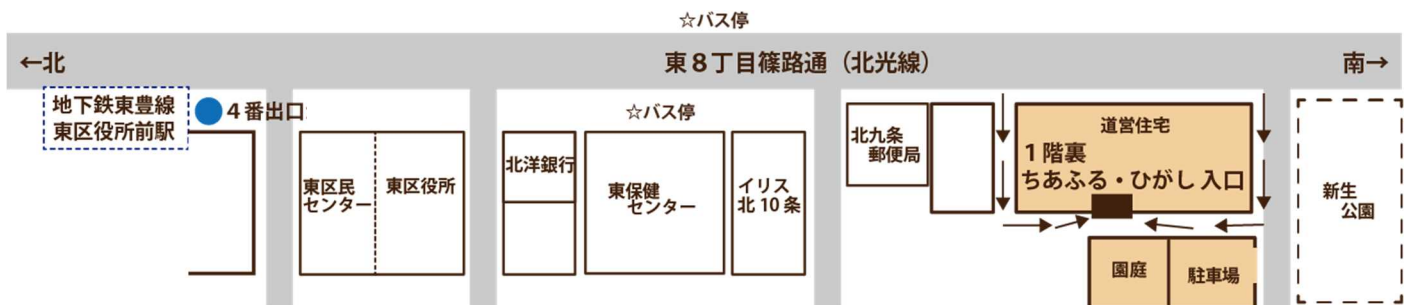 ☆バス停
←北
東８丁目篠路通（北光線）
南→
地下鉄東豊線
東区役所前駅
４番出口
☆バス停
東区民
センター
東区役所
北洋銀行
東保健
センター
イリス
北10条
北九条
郵便局
道営住宅
１階裏
ちあふる・ひがし 入口
新生
公園
園庭
駐車場